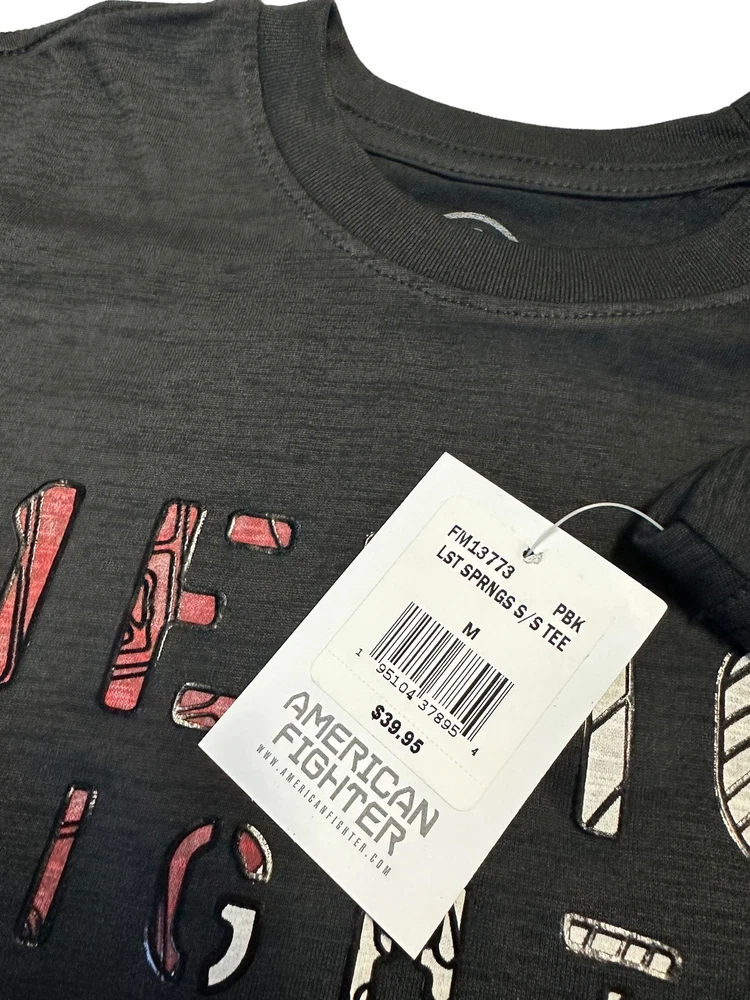 FM13773 PBK
LST SPRNGS S/S TEE
M
1 95104 37895 4
$39.95
AMERICAN
FIGHTER
WWW.AMERICANFIGHTER.COM